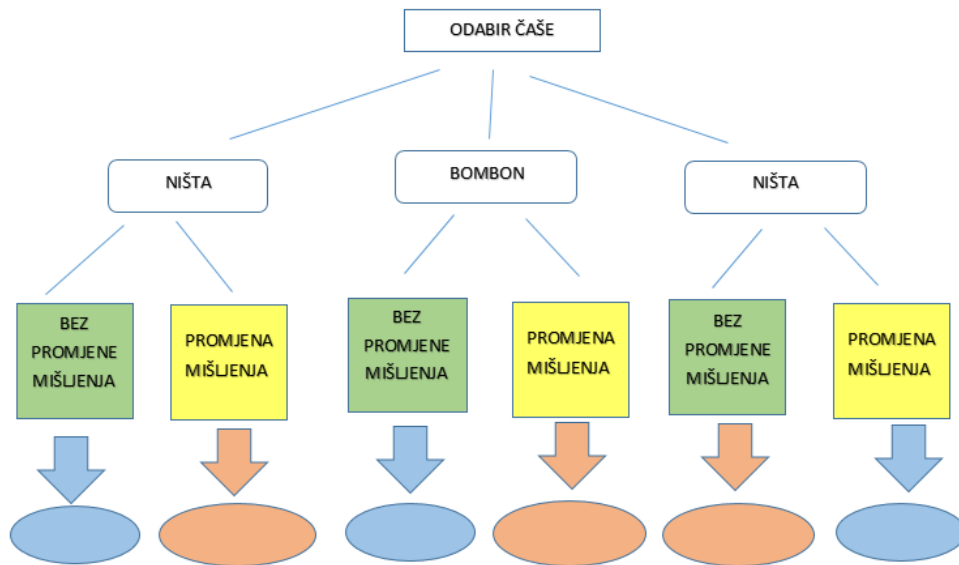 ODABIR ČAŠE
NIŠTA
BOMBON
NIŠTA
BEZ
PROMJENE
MIŠLJENJA
PROMJENA
MIŠLJENJA
BEZ
PROMJENE
MIŠLJENJA
PROMJENA
MIŠLJENJA
BEZ
PROMJENE
MIŠLJENJA
PROMJENA
MIŠLJENJA